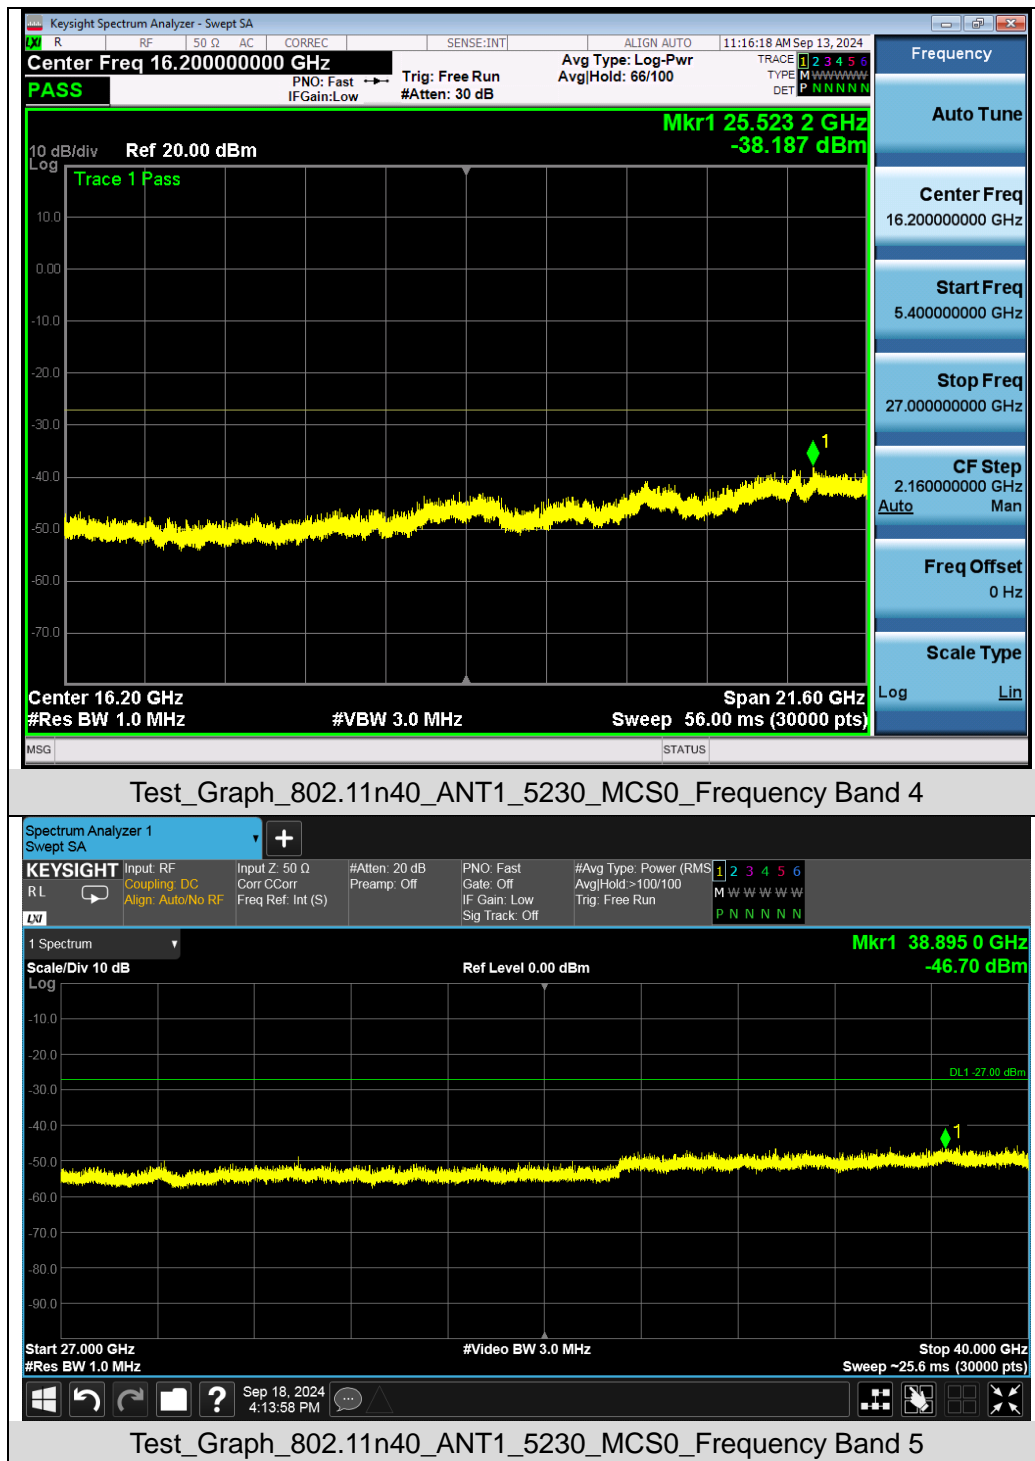 Keysight Spectrum Analyzer - Swept SA
LXI R RF 50 Ω AC CORREC SENSE:INT ALIGN AUTO 11:16:18 AM Sep 13, 2024
Center Freq 16.200000000 GHz
PNO: Fast
IFGain:Low
Trig: Free Run
#Atten: 30 dB
Avg Type: Log-Pwr
Avg|Hold: 66/100
TRACE 1 2 3 4 5 6
TYPE M W W W W W
DET P N N N N N
PASS
Mkr1 25.523 2 GHz
-38.187 dBm
10 dB/div Ref 20.00 dBm
Log
Trace 1 Pass
10.0
0.00
-10.0
-20.0
-30.0
-40.0
-50.0
-60.0
-70.0
1
Center 16.20 GHz Span 21.60 GHz
#Res BW 1.0 MHz #VBW 3.0 MHz Sweep 56.00 ms (30000 pts)
MSG STATUS
Frequency
Auto Tune
Center Freq
16.200000000 GHz
Start Freq
5.400000000 GHz
Stop Freq
27.000000000 GHz
CF Step
2.160000000 GHz
Auto Man
Freq Offset
0 Hz
Scale Type
Log Lin
Test_Graph_802.11n40_ANT1_5230_MCS0_Frequency Band 4
Spectrum Analyzer 1
Swept SA
+
KEYSIGHT
RL
LXI
Input: RF
Coupling: DC
Align: Auto/No RF
Input Z: 50 Ω
Corr CCorr
Freq Ref: Int (S)
#Atten: 20 dB
Preamp: Off
PNO: Fast
Gate: Off
IF Gain: Low
Sig Track: Off
#Avg Type: Power (RMS
Avg|Hold:>100/100
Trig: Free Run
1 2 3 4 5 6
M W W W W W
P N N N N N
1 Spectrum
Mkr1 38.895 0 GHz
-46.70 dBm
Scale/Div 10 dB Ref Level 0.00 dBm
Log
-10.0
-20.0
-30.0
-40.0
-50.0
-60.0
-70.0
-80.0
-90.0
DL1 -27.00 dBm
1
Start 27.000 GHz #Video BW 3.0 MHz Stop 40.000 GHz
#Res BW 1.0 MHz Sweep ~25.6 ms (30000 pts)
?
Sep 18, 2024
4:13:58 PM
Test_Graph_802.11n40_ANT1_5230_MCS0_Frequency Band 5